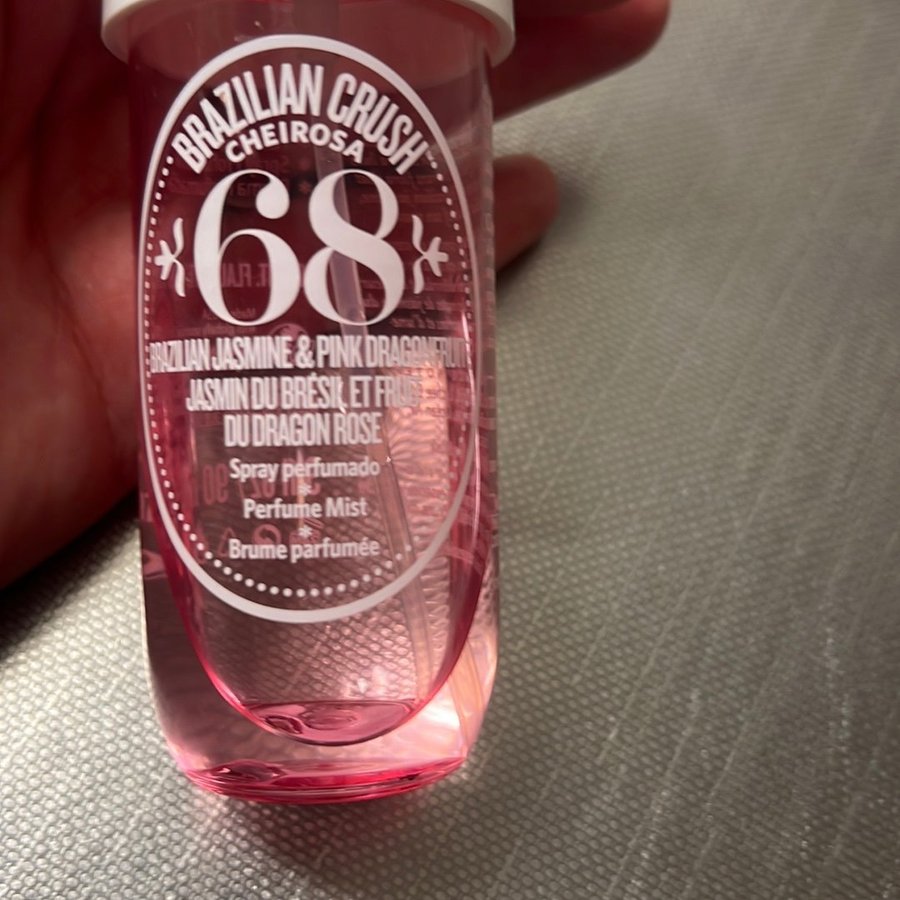 BRAZILIAN CRUSH
CHEIROSA
68
BRAZILIAN JASMINE & PINK DRAGONFRUIT
JASMIN DU BRÉSIL ET FRUIT
DU DRAGON ROSE
Spray perfumado
Perfume Mist
Brume parfumée